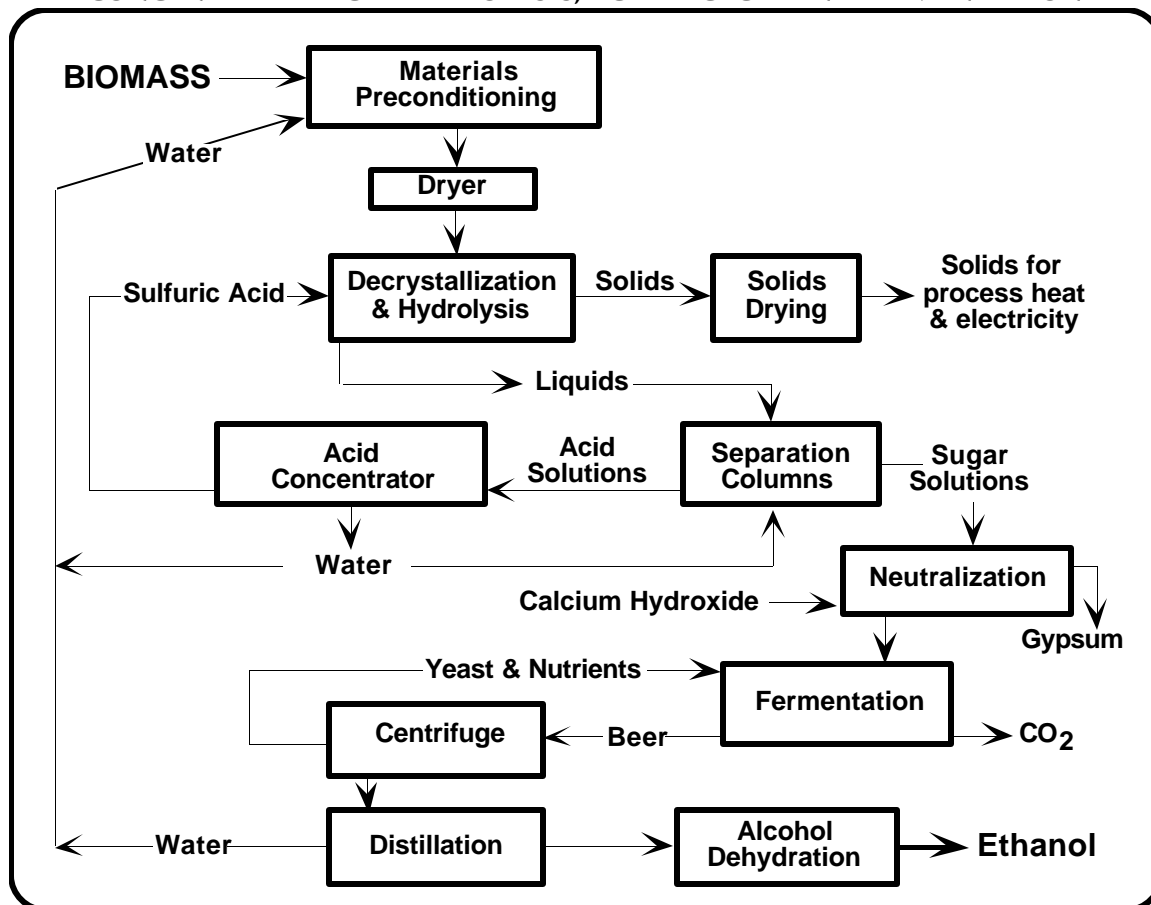 BIOMASS
Materials
Preconditioning
Water
Dryer
Sulfuric Acid
Decrystallization
& Hydrolysis
Solids
Solids
Drying
Solids for
process heat
& electricity
Liquids
Acid
Concentrator
Acid
Solutions
Separation
Columns
Sugar
Solutions
Water
Neutralization
Calcium Hydroxide
Gypsum
Yeast & Nutrients
Fermentation
Centrifuge
Beer
CO2
Water
Distillation
Alcohol
Dehydration
Ethanol